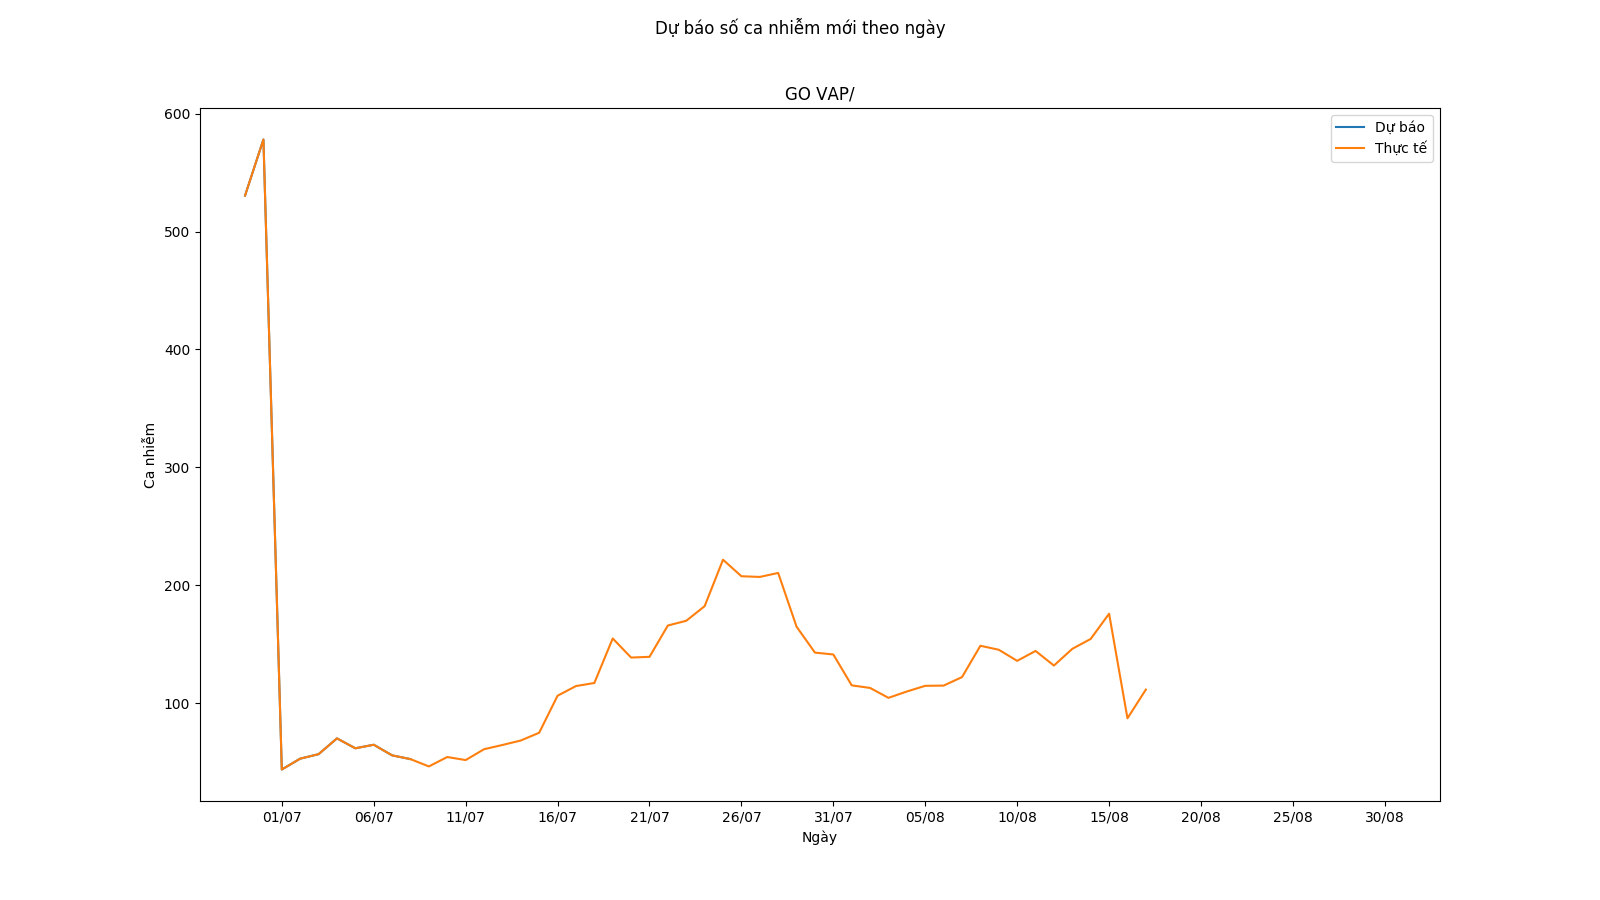 Dự báo số ca nhiễm mới theo ngày
GO VAP/
600
500
400
300
200
100
Ca nhiễm
Dự báo
Thực tế
01/07 06/07 11/07 16/07 21/07 26/07 31/07 05/08 10/08 15/08 20/08 25/08 30/08
Ngày